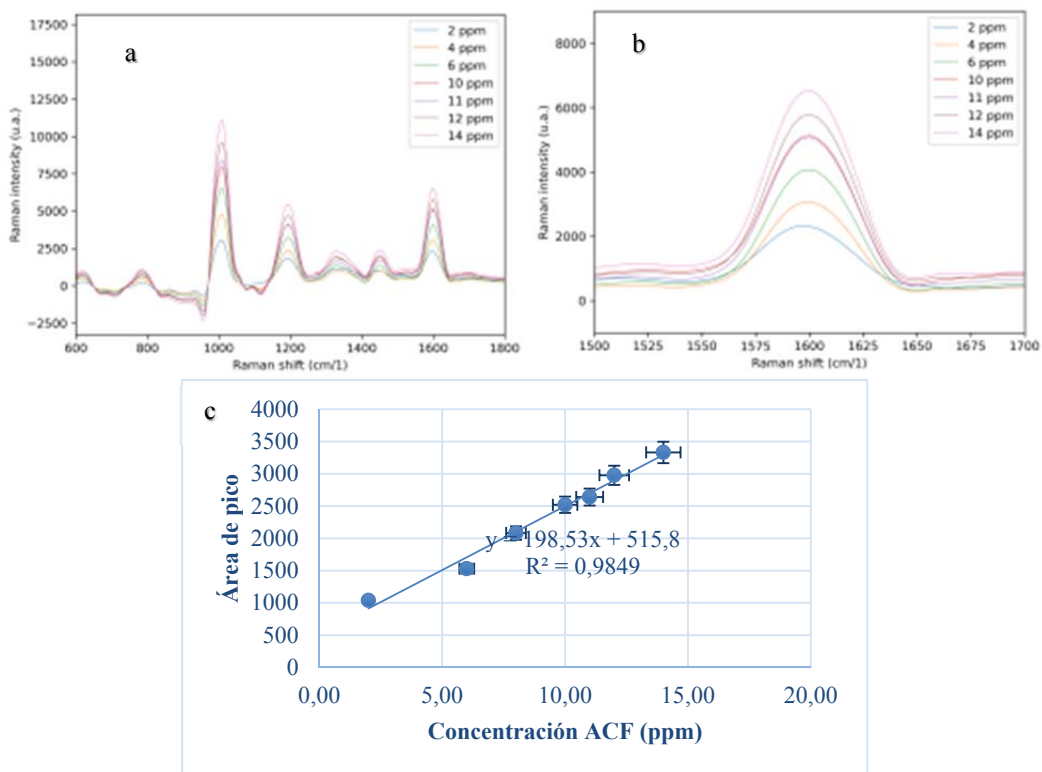 a
17500
15000
12500
10000
7500
5000
2500
0
−2500
Raman intensity (u.a.)
600 800 1000 1200 1400 1600 1800
Raman shift (cm/1)
2 ppm
4 ppm
6 ppm
10 ppm
11 ppm
12 ppm
14 ppm
b
8000
6000
4000
2000
0
Raman intensity (u.a.)
1500 1525 1550 1575 1600 1625 1650 1675 1700
Raman shift (cm/1)
2 ppm
4 ppm
6 ppm
10 ppm
11 ppm
12 ppm
14 ppm
c
4000
3500
3000
2500
2000
1500
1000
500
0
Área de pico
y = 198,53x + 515,8
R² = 0,9849
0,00 5,00 10,00 15,00 20,00
Concentración ACF (ppm)